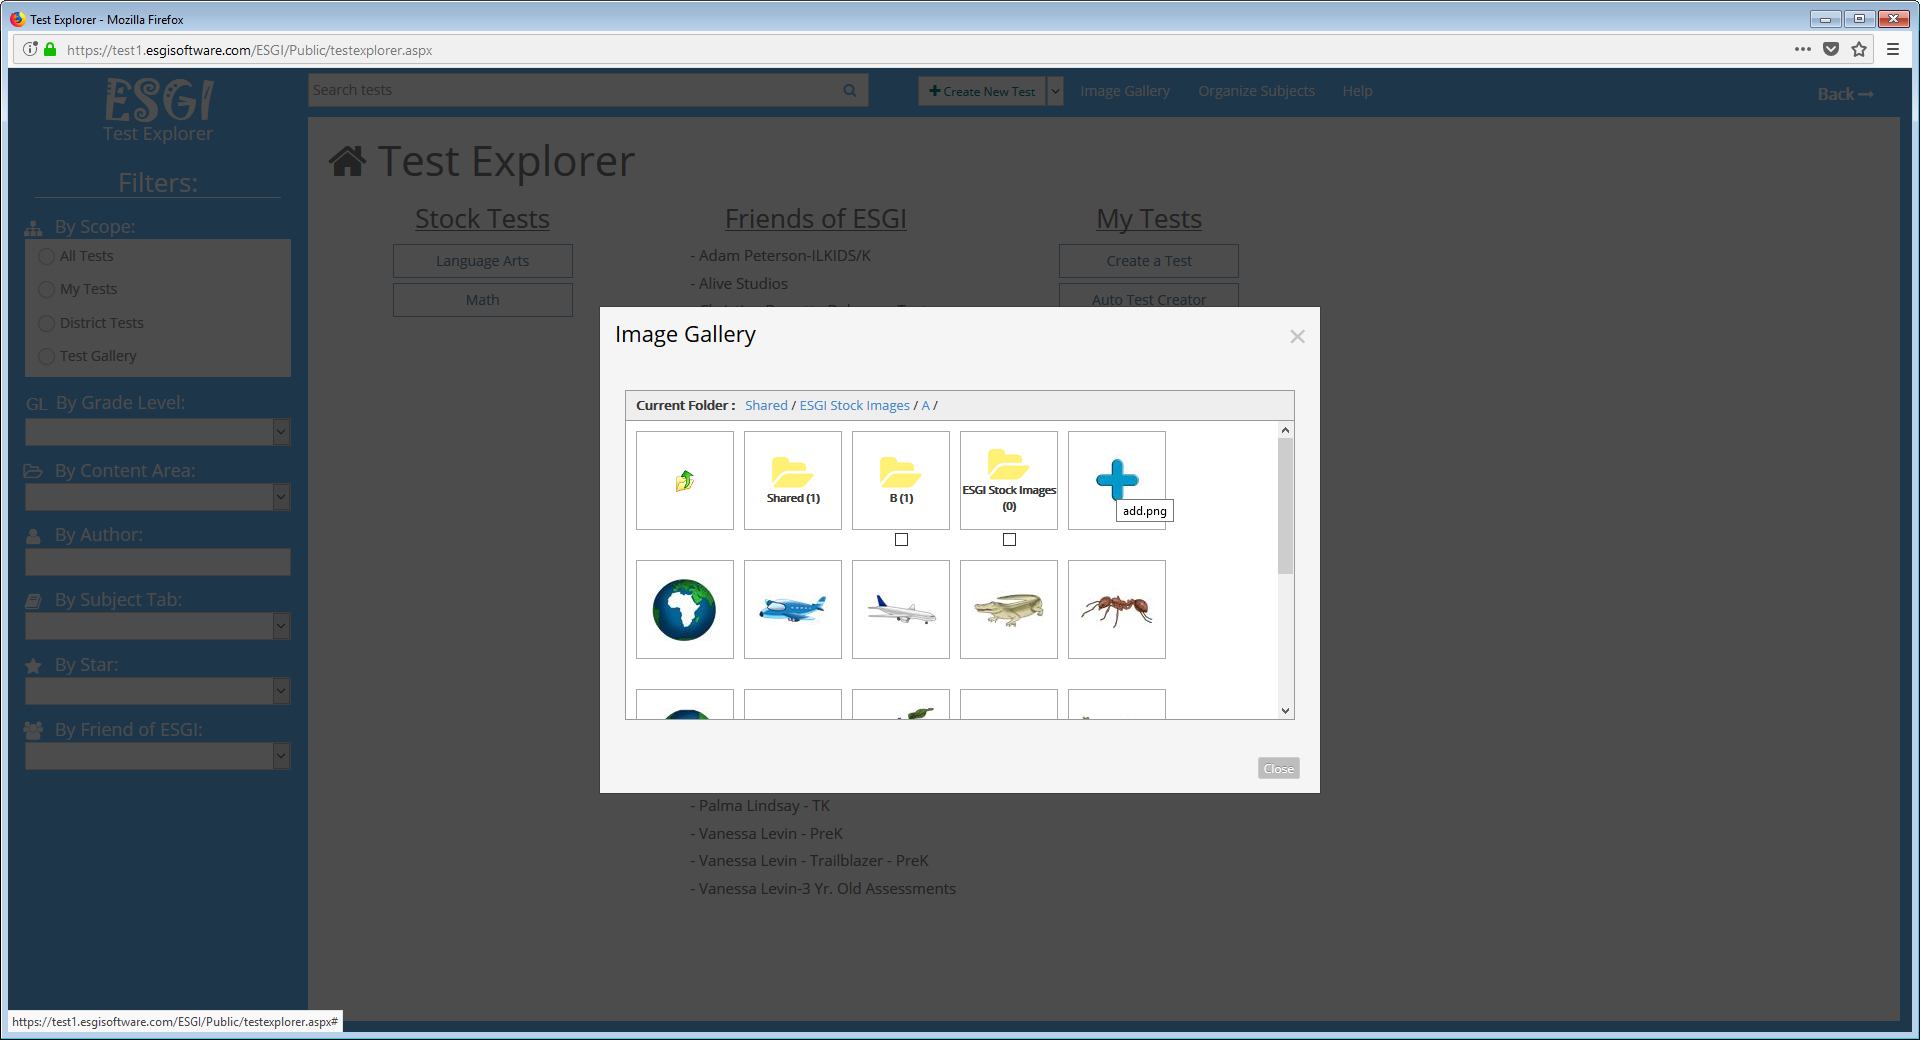 Test Explorer - Mozilla Firefox
https://test1.esgisoftware.com/ESGI/Public/testexplorer.aspx
ESGI
Test Explorer
Search tests
Create New Test
Image Gallery
Organize Subjects
Help
Back
Filters:
By Scope:
All Tests
My Tests
District Tests
Test Gallery
GL By Grade Level:
By Content Area:
By Author:
By Subject Tab:
By Star:
By Friend of ESGI:
Test Explorer
Stock Tests
Language Arts
Math
Friends of ESGI
- Adam Peterson-ILKIDS/K
- Alive Studios
My Tests
Create a Test
Auto Test Creator
Image Gallery
Current Folder : Shared / ESGI Stock Images / A /
Shared (1)
B (1)
ESGI Stock Images
(0)
add.png
Close
- Palma Lindsay - TK
- Vanessa Levin - PreK
- Vanessa Levin - Trailblazer - PreK
- Vanessa Levin-3 Yr. Old Assessments
https://test1.esgisoftware.com/ESGI/Public/testexplorer.aspx#